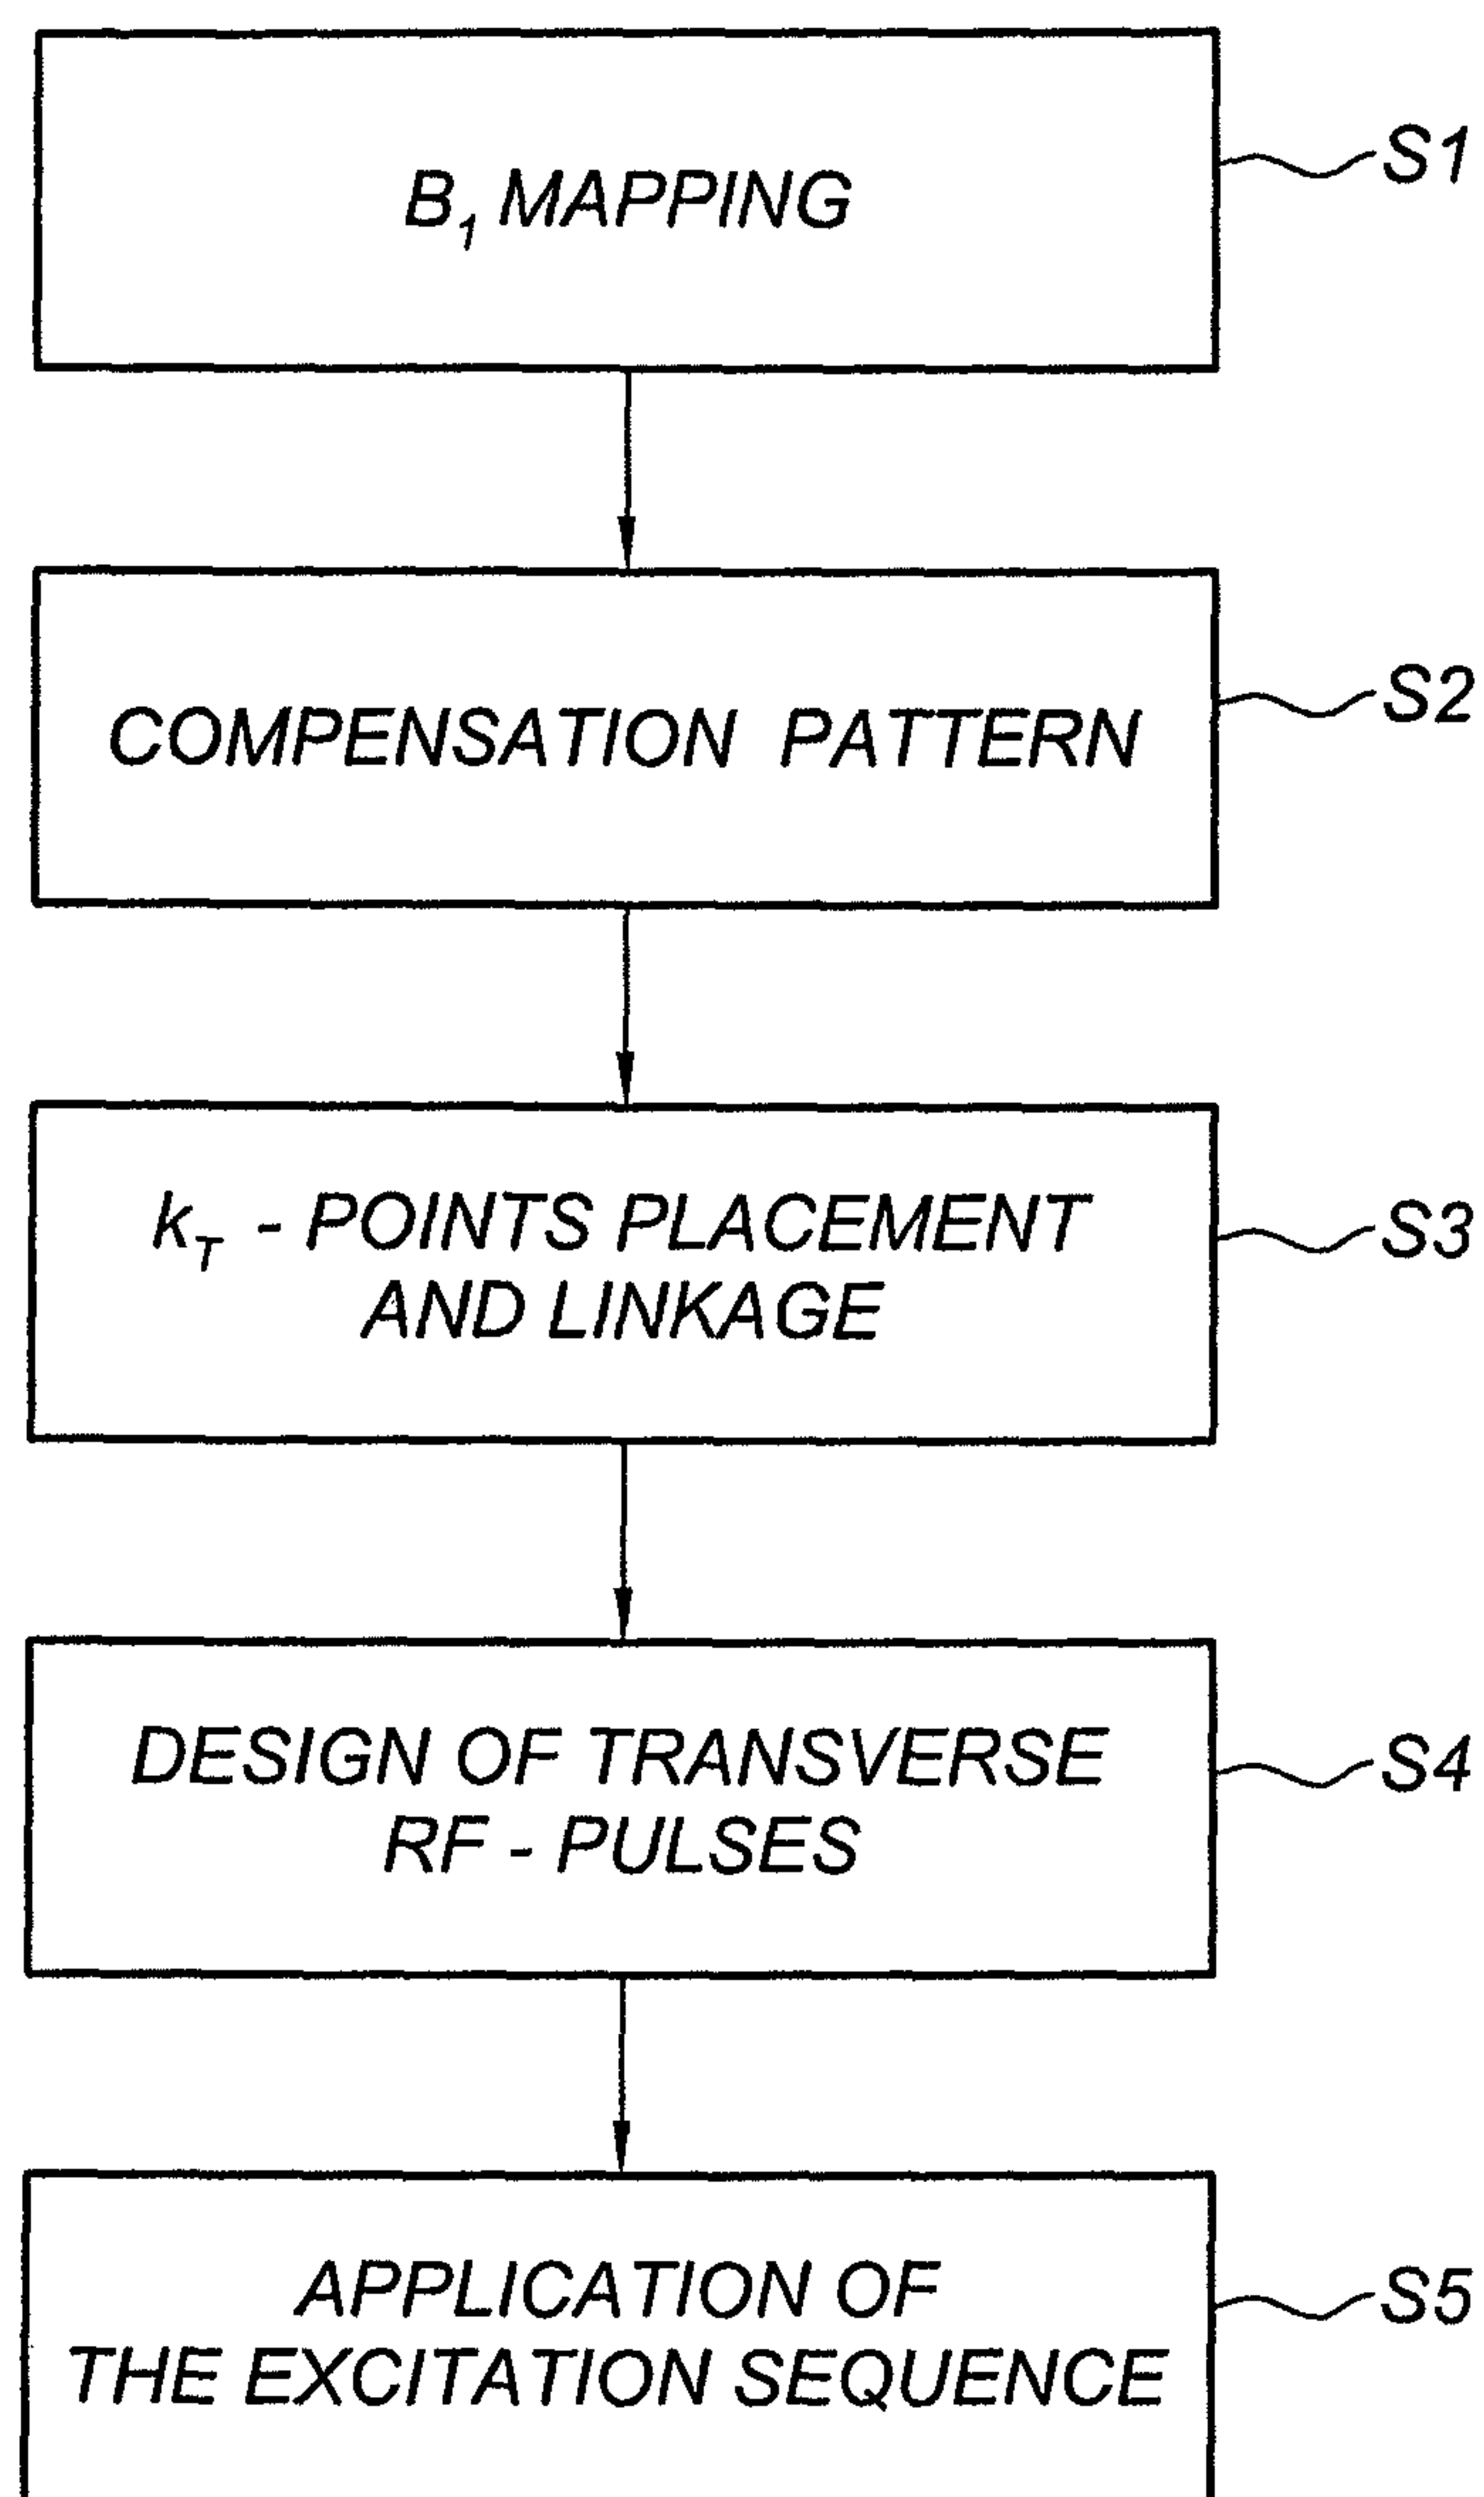 B₁ MAPPING
S1
COMPENSATION PATTERN
S2
k_T - POINTS PLACEMENT
AND LINKAGE
S3
DESIGN OF TRANSVERSE
RF - PULSES
S4
APPLICATION OF
THE EXCITATION SEQUENCE
S5